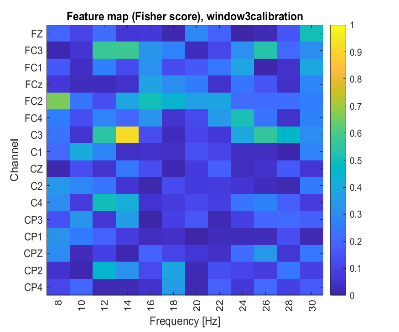 Feature map (Fisher score), window3calibration
Channel
FZ
FC3
FC1
FCz
FC2
FC4
C3
C1
CZ
C2
C4
CP3
CP1
CPZ
CP2
CP4
8 10 12 14 16 18 20 22 24 26 28 30
Frequency [Hz]
1
0.9
0.8
0.7
0.6
0.5
0.4
0.3
0.2
0.1
0